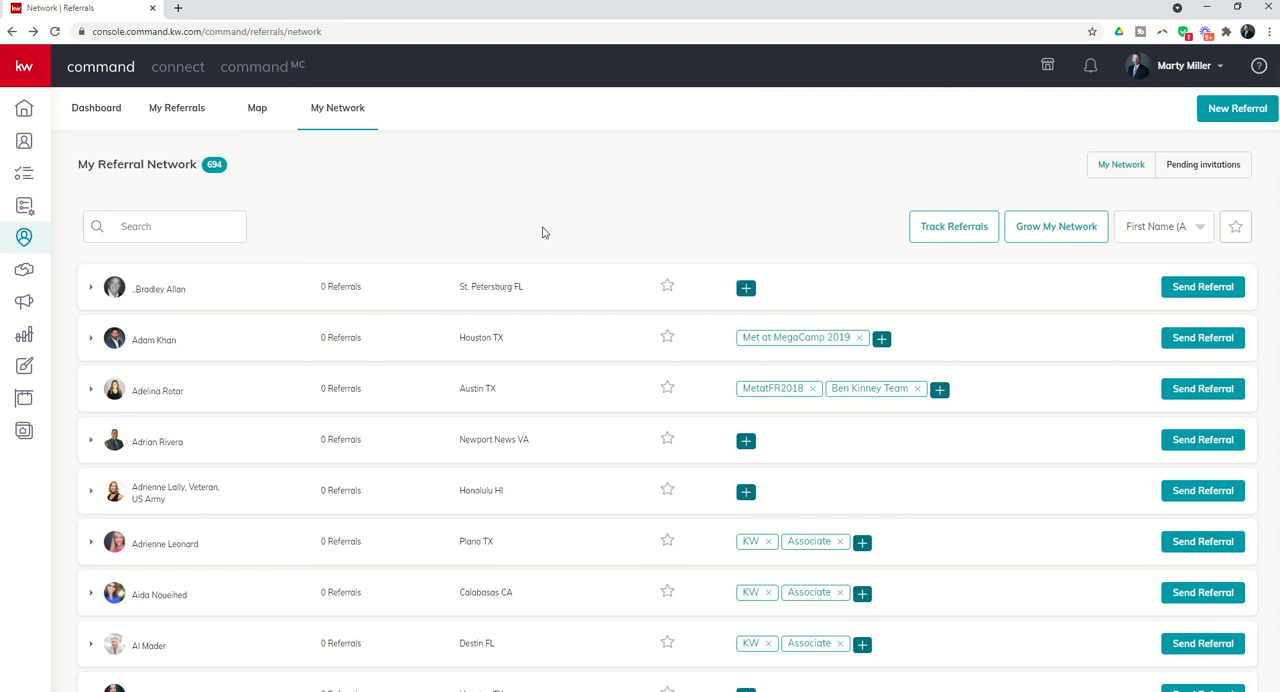 kw Network | Referrals
console.command.kw.com/command/referrals/network
1
9+
kw command connect command MC Marty Miller ?
Dashboard My Referrals Map My Network New Referral
My Referral Network 694 My Network Pending invitations
Search Track Referrals Grow My Network First Name (A
..Bradley Allan 0 Referrals St. Petersburg FL + Send Referral
Adam Khan 0 Referrals Houston TX Met at MegaCamp 2019 × + Send Referral
Adelina Rotar 0 Referrals Austin TX MetatFR2018 × Ben Kinney Team × + Send Referral
Adrian Rivera 0 Referrals Newport News VA + Send Referral
Adrienne Lally, Veteran,
US Army 0 Referrals Honolulu HI + Send Referral
Adrienne Leonard 0 Referrals Plano TX KW × Associate × + Send Referral
Aida Noueihed 0 Referrals Calabasas CA KW × Associate × + Send Referral
Al Mader 0 Referrals Destin FL KW × Associate × + Send Referral